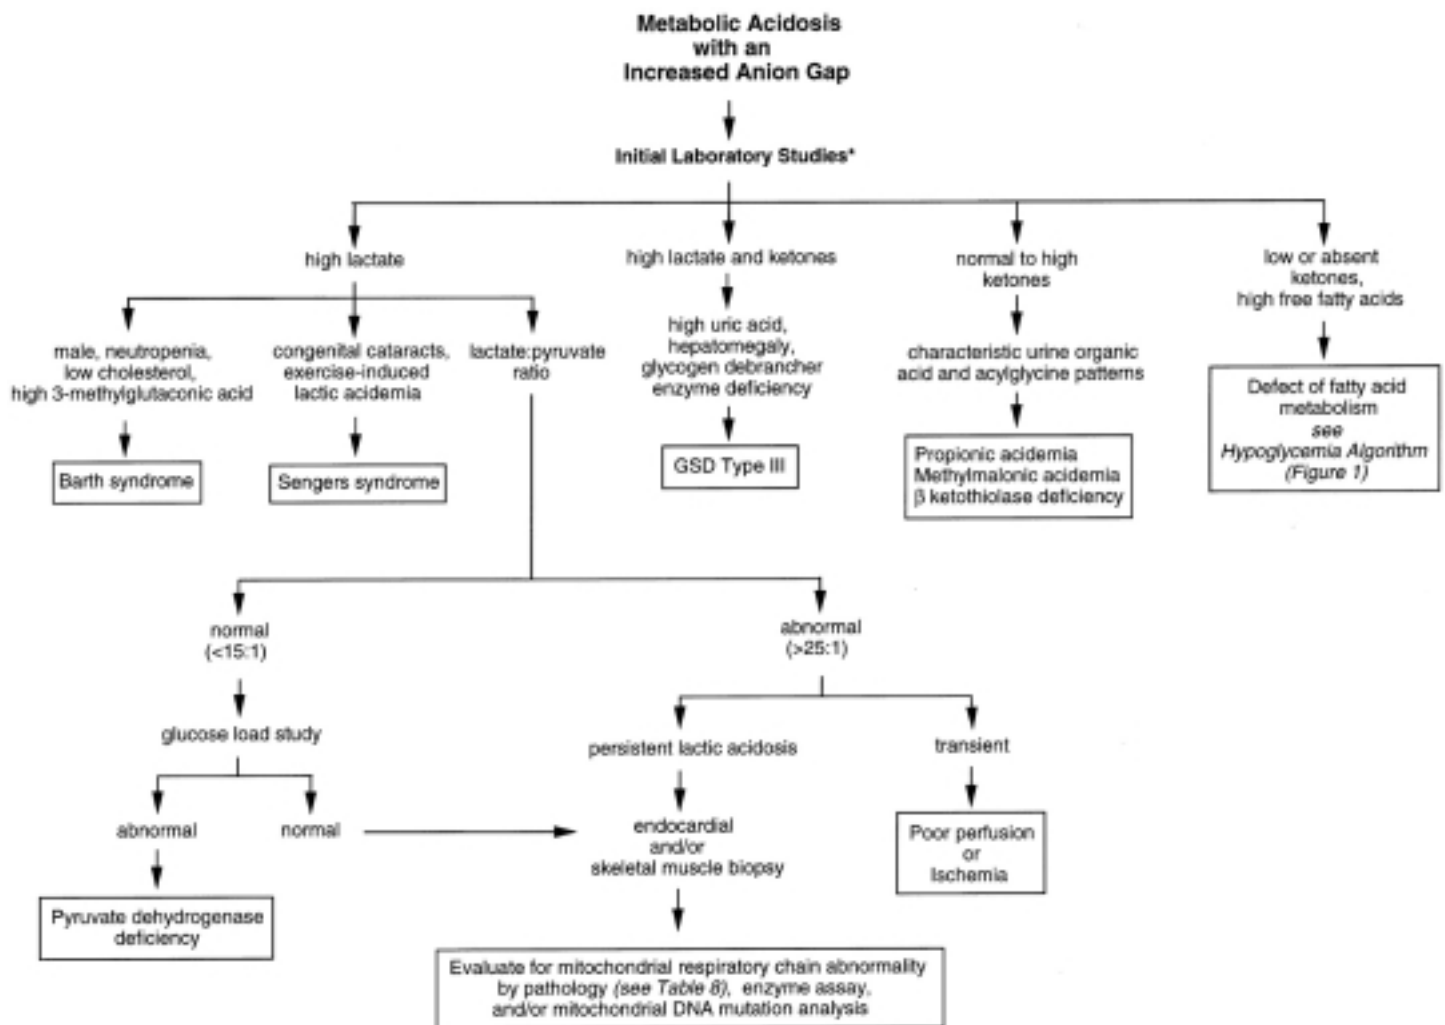 Metabolic Acidosis
with an
Increased Anion Gap
Initial Laboratory Studies*
high lactate
high lactate and ketones
normal to high
ketones
low or absent
ketones,
high free fatty acids
male, neutropenia,
low cholesterol,
high 3-methylglutaconic acid
congenital cataracts,
exercise-induced
lactic acidemia
lactate:pyruvate
ratio
high uric acid,
hepatomegaly,
glycogen debrancher
enzyme deficiency
characteristic urine organic
acid and acylglycine patterns
Defect of fatty acid
metabolism
see
Hypoglycemia Algorithm
(Figure 1)
Barth syndrome
Sengers syndrome
GSD Type III
Propionic acidemia
Methylmalonic acidemia
β ketothiolase deficiency
normal
(<15:1)
abnormal
(>25:1)
glucose load study
persistent lactic acidosis
transient
abnormal
normal
endocardial
and/or
skeletal muscle biopsy
Poor perfusion
or
Ischemia
Pyruvate dehydrogenase
deficiency
Evaluate for mitochondrial respiratory chain abnormality
by pathology (see Table 8), enzyme assay,
and/or mitochondrial DNA mutation analysis